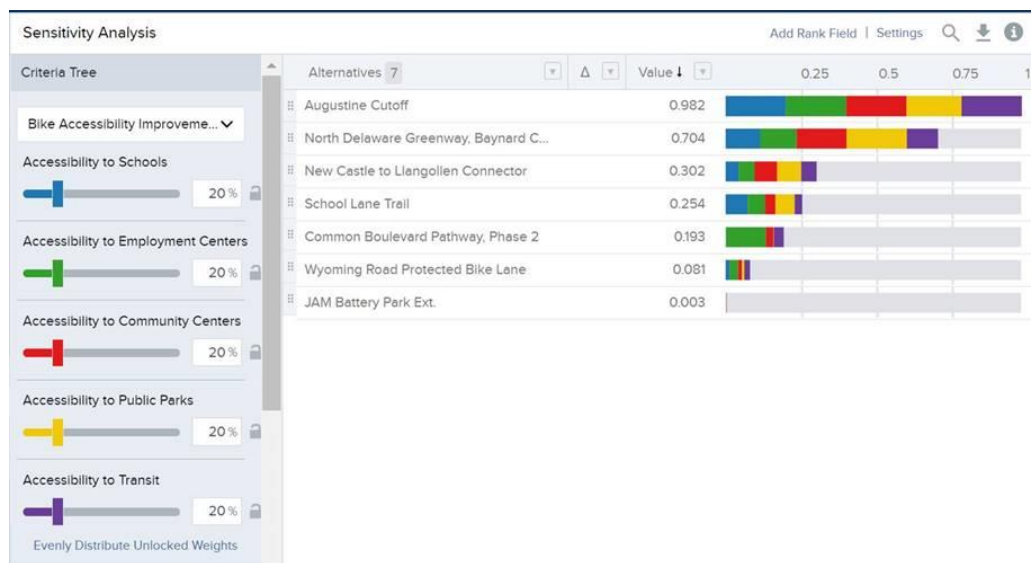 Sensitivity Analysis
Add Rank Field | Settings
Criteria Tree
Alternatives 7 Δ Value 0.25 0.5 0.75 1
Bike Accessibility Improveme...
Accessibility to Schools
20 %
Accessibility to Employment Centers
20 %
Accessibility to Community Centers
20 %
Accessibility to Public Parks
20 %
Accessibility to Transit
20 %
Evenly Distribute Unlocked Weights
Augustine Cutoff 0.982
North Delaware Greenway, Baynard C... 0.704
New Castle to Llangollen Connector 0.302
School Lane Trail 0.254
Common Boulevard Pathway, Phase 2 0.193
Wyoming Road Protected Bike Lane 0.081
JAM Battery Park Ext. 0.003